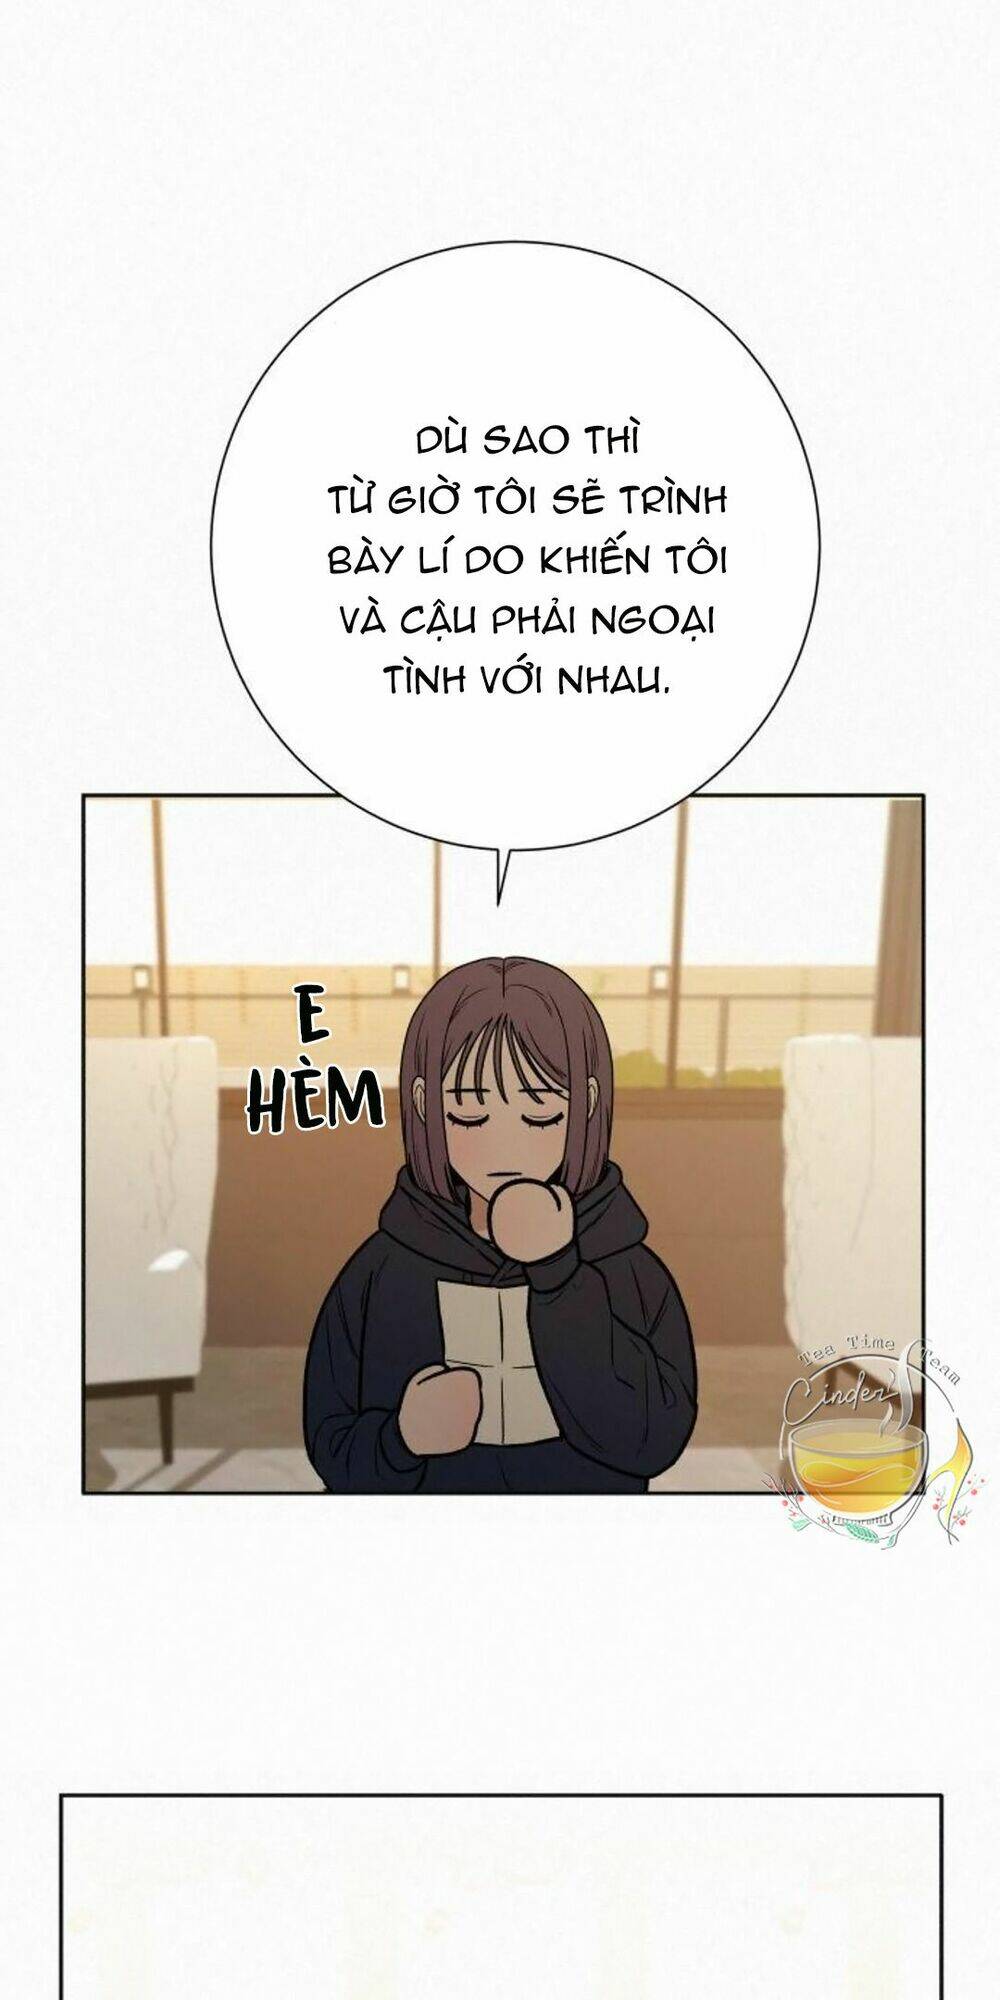 DÙ SAO THÌ
TỪ GIỜ TÔI SẼ TRÌNH
BÀY LÍ DO KHIẾN TÔI
VÀ CẬU PHẢI NGOẠI
TÌNH VỚI NHAU.
E
HÈM
Tea Time Team
Cinder's